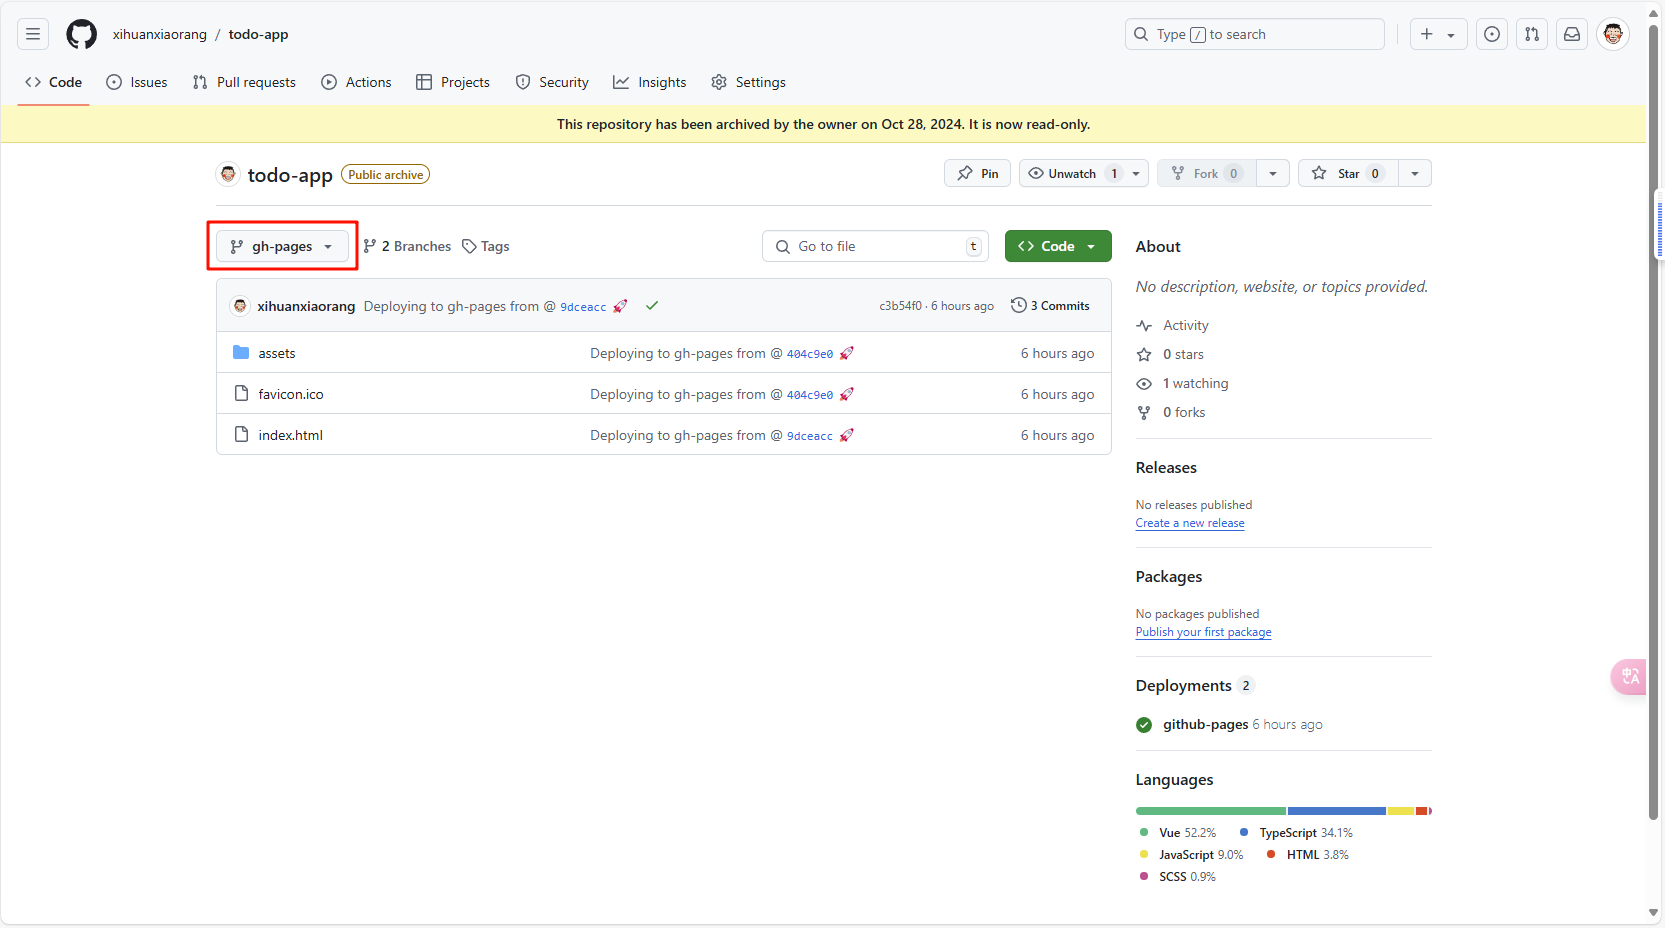 xihuanxiaorang / todo-app
Type / to search
Code Issues Pull requests Actions Projects Security Insights Settings
This repository has been archived by the owner on Oct 28, 2024. It is now read-only.
todo-app Public archive
Pin Unwatch 1 Fork 0 Star 0
gh-pages 2 Branches Tags
Go to file t
Code
xihuanxiaorang Deploying to gh-pages from @ 9dceacc 🚀
c3b54f0 · 6 hours ago 3 Commits
assets Deploying to gh-pages from @ 404c9e0 🚀 6 hours ago
favicon.ico Deploying to gh-pages from @ 404c9e0 🚀 6 hours ago
index.html Deploying to gh-pages from @ 9dceacc 🚀 6 hours ago
About
No description, website, or topics provided.
Activity
0 stars
1 watching
0 forks
Releases
No releases published
Create a new release
Packages
No packages published
Publish your first package
Deployments 2
github-pages 6 hours ago
Languages
Vue 52.2% TypeScript 34.1%
JavaScript 9.0% HTML 3.8%
SCSS 0.9%
中A